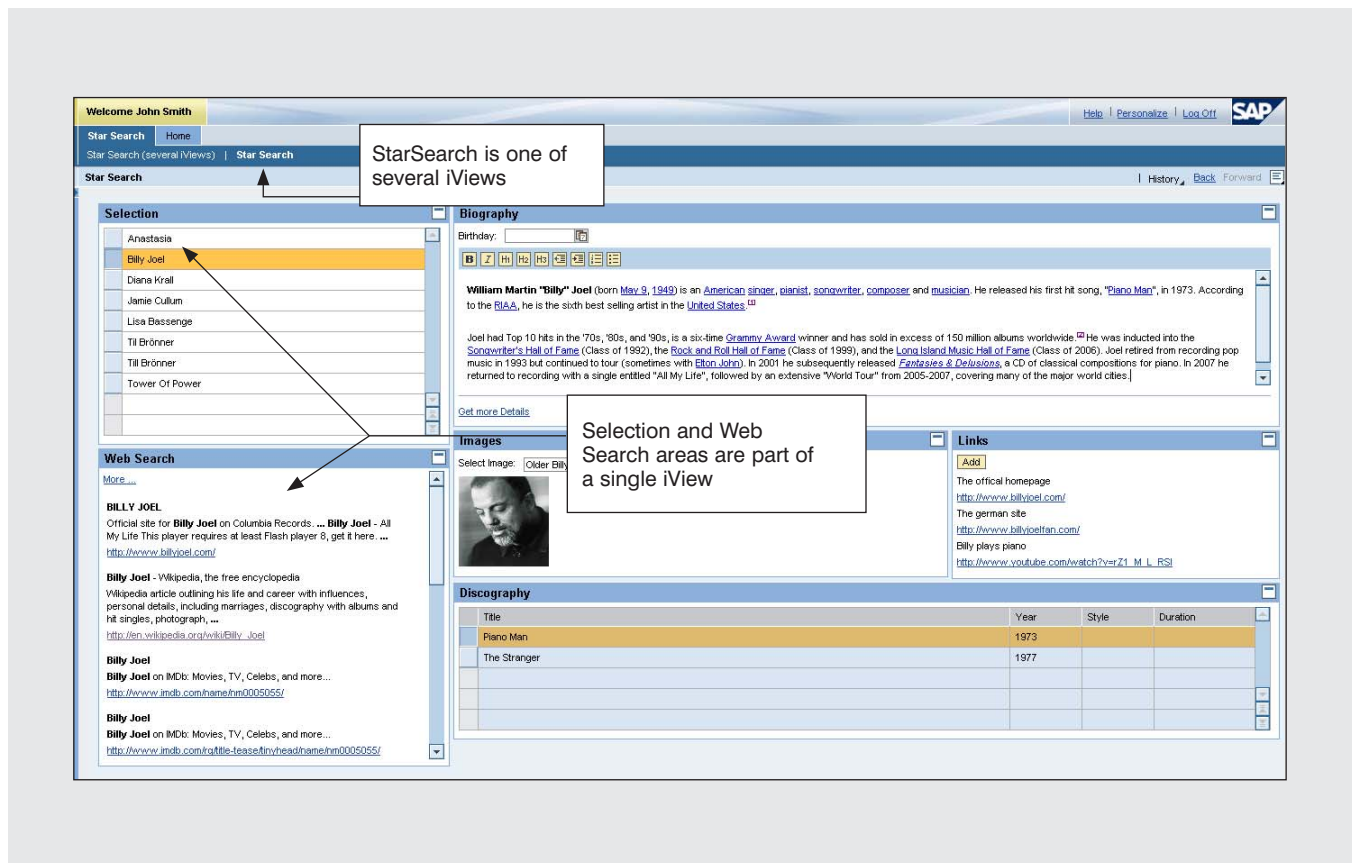 Welcome John Smith
Help | Personalize | Log Off
SAP
Star Search Home
Star Search (several iViews) | Star Search
StarSearch is one of
several iViews
Star Search
History Back Forward
Selection
Anastasia
Billy Joel
Diana Krall
Jamie Cullum
Lisa Bassenge
Til Brönner
Till Brönner
Tower Of Power
Biography
Birthday:
B I H1 H2 H3
William Martin "Billy" Joel (born May 9, 1949) is an American singer, pianist, songwriter, composer and musician. He released his first hit song, "Piano Man", in 1973. According
to the RIAA, he is the sixth best selling artist in the United States.[1]
Joel had Top 10 hits in the '70s, '80s, and '90s, is a six-time Grammy Award winner and has sold in excess of 150 million albums worldwide.[2] He was inducted into the
Songwriter's Hall of Fame (Class of 1992), the Rock and Roll Hall of Fame (Class of 1999), and the Long Island Music Hall of Fame (Class of 2006). Joel retired from recording pop
music in 1993 but continued to tour (sometimes with Elton John). In 2001 he subsequently released Fantasies & Delusions, a CD of classical compositions for piano. In 2007 he
returned to recording with a single entitled "All My Life", followed by an extensive "World Tour" from 2005-2007, covering many of the major world cities.
Get more Details
Selection and Web
Search areas are part of
a single iView
Web Search
More ...
BILLY JOEL
Official site for Billy Joel on Columbia Records. ... Billy Joel - All
My Life This player requires at least Flash player 8, get it here. ...
http://www.billyjoel.com/
Billy Joel - Wikipedia, the free encyclopedia
Wikipedia article outlining his life and career with influences,
personal details, including marriages, discography with albums and
hit singles, photograph, ...
http://en.wikipedia.org/wiki/Billy_Joel
Billy Joel
Billy Joel on IMDb: Movies, TV, Celebs, and more...
http://www.imdb.com/name/nm0005055/
Billy Joel
Billy Joel on IMDb: Movies, TV, Celebs, and more...
http://www.imdb.com/rg/title-tease/tinyhead/name/nm0005055/
Images
Select Image: Older Billy
Links
Add
The offical homepage
http://www.billyjoel.com/
The german site
http://www.billyjoelfan.com/
Billy plays piano
http://www.youtube.com/watch?v=rZ1_M_L_RSI
Discography
Title Year Style Duration
Piano Man 1973
The Stranger 1977